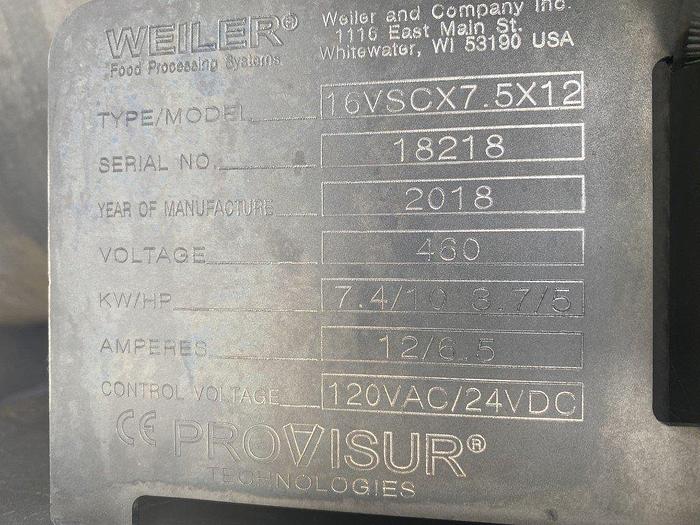 WEILER® Weiler and Company Inc.
Food Processing Systems 1116 East Main St.
Whitewater, WI 53190 USA
TYPE/MODEL 16VSCX7.5X12
SERIAL NO. 18218
YEAR OF MANUFACTURE 2018
VOLTAGE 460
KW/HP 7.4/10 3.7/5
AMPERES 12/6.5
CONTROL VOLTAGE 120VAC/24VDC
CE PROVISUR®
TECHNOLOGIES